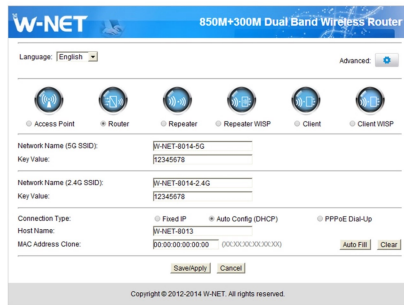 W-NET 850M+300M Dual Band Wireless Router
Language: English Advanced:
Access Point Router Repeater Repeater WISP Client Client WISP
Network Name (5G SSID): W-NET-8014-5G
Key Value: 12345678
Network Name (2.4G SSID): W-NET-8014-2.4G
Key Value: 12345678
Connection Type: Fixed IP Auto Config (DHCP) PPPoE Dial-Up
Host Name: W-NET-8013
MAC Address Clone: 00:00:00:00:00:00 (XX:XX:XX:XX:XX:XX) Auto Fill Clear
Save/Apply Cancel
Copyright © 2012-2014 W-NET. All rights reserved.